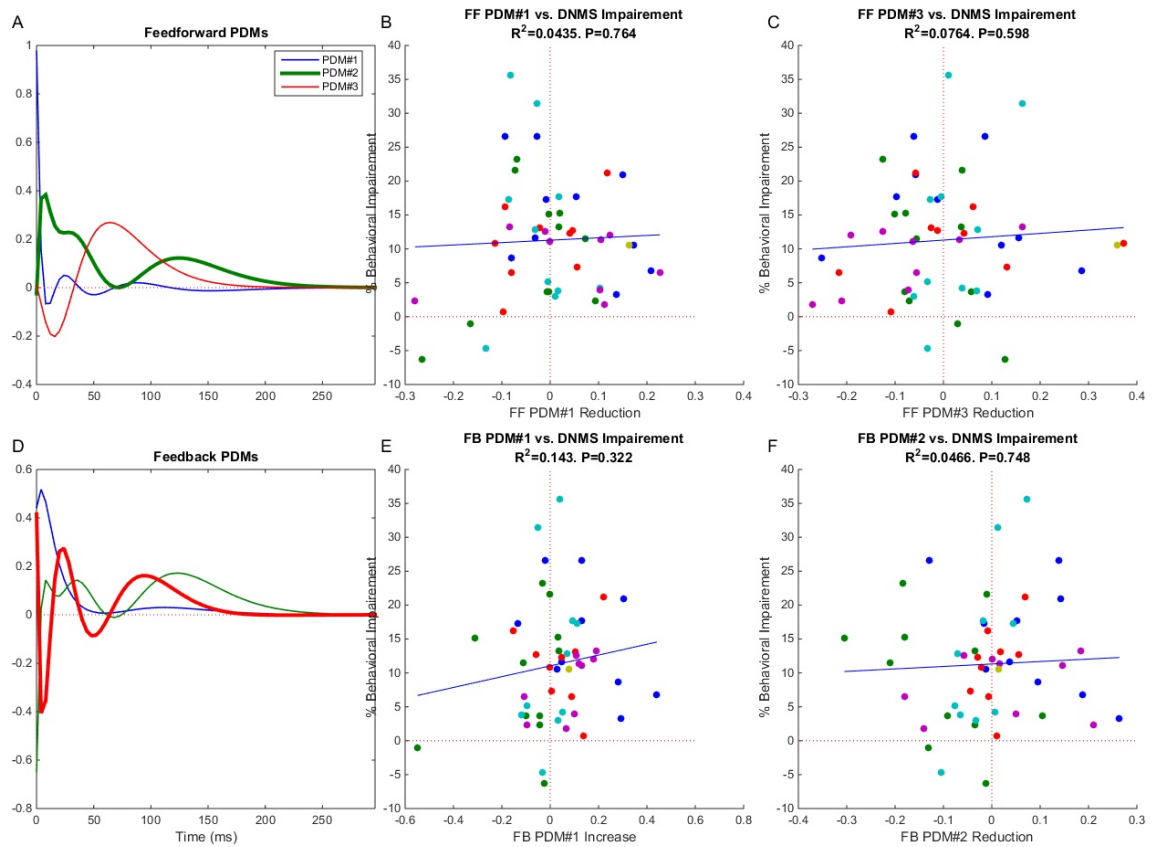 A
Feedforward PDMs
PDM#1
PDM#2
PDM#3
1
0.8
0.6
0.4
0.2
0
-0.2
-0.4
0 50 100 150 200 250
B
FF PDM#1 vs. DNMS Impairement
R²=0.0435. P=0.764
% Behavioral Impairement
40
35
30
25
20
15
10
5
0
-5
-10
-0.3 -0.2 -0.1 0 0.1 0.2 0.3 0.4
FF PDM#1 Reduction
C
FF PDM#3 vs. DNMS Impairement
R²=0.0764. P=0.598
% Behavioral Impairement
40
35
30
25
20
15
10
5
0
-5
-10
-0.3 -0.2 -0.1 0 0.1 0.2 0.3 0.4
FF PDM#3 Reduction
D
Feedback PDMs
0.6
0.4
0.2
0
-0.2
-0.4
-0.6
-0.8
0 50 100 150 200 250
Time (ms)
E
FB PDM#1 vs. DNMS Impairement
R²=0.143. P=0.322
% Behavioral Impairement
40
35
30
25
20
15
10
5
0
-5
-10
-0.6 -0.4 -0.2 0 0.2 0.4 0.6 0.8
FB PDM#1 Increase
F
FB PDM#2 vs. DNMS Impairement
R²=0.0466. P=0.748
% Behavioral Impairement
40
35
30
25
20
15
10
5
0
-5
-10
-0.4 -0.3 -0.2 -0.1 0 0.1 0.2 0.3
FB PDM#2 Reduction